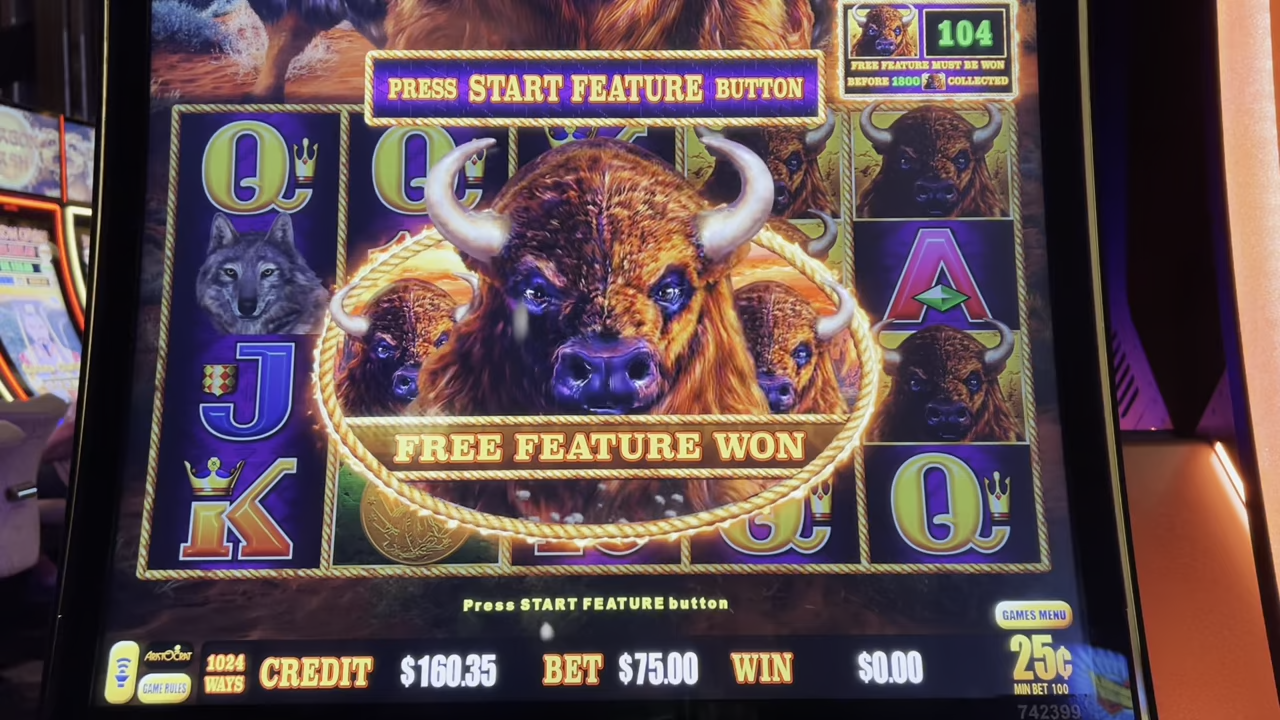 104
FREE FEATURE MUST BE WON
BEFORE 1800 COLLECTED
PRESS START FEATURE BUTTON
Q
Q
A
J
FREE FEATURE WON
K
Q
Q
Press START FEATURE button
GAMES MENU
ARISTOCRAT
GAME RULES
1024
WAYS
CREDIT $160.35
BET $75.00
WIN $0.00
25¢
MIN BET 100
742399